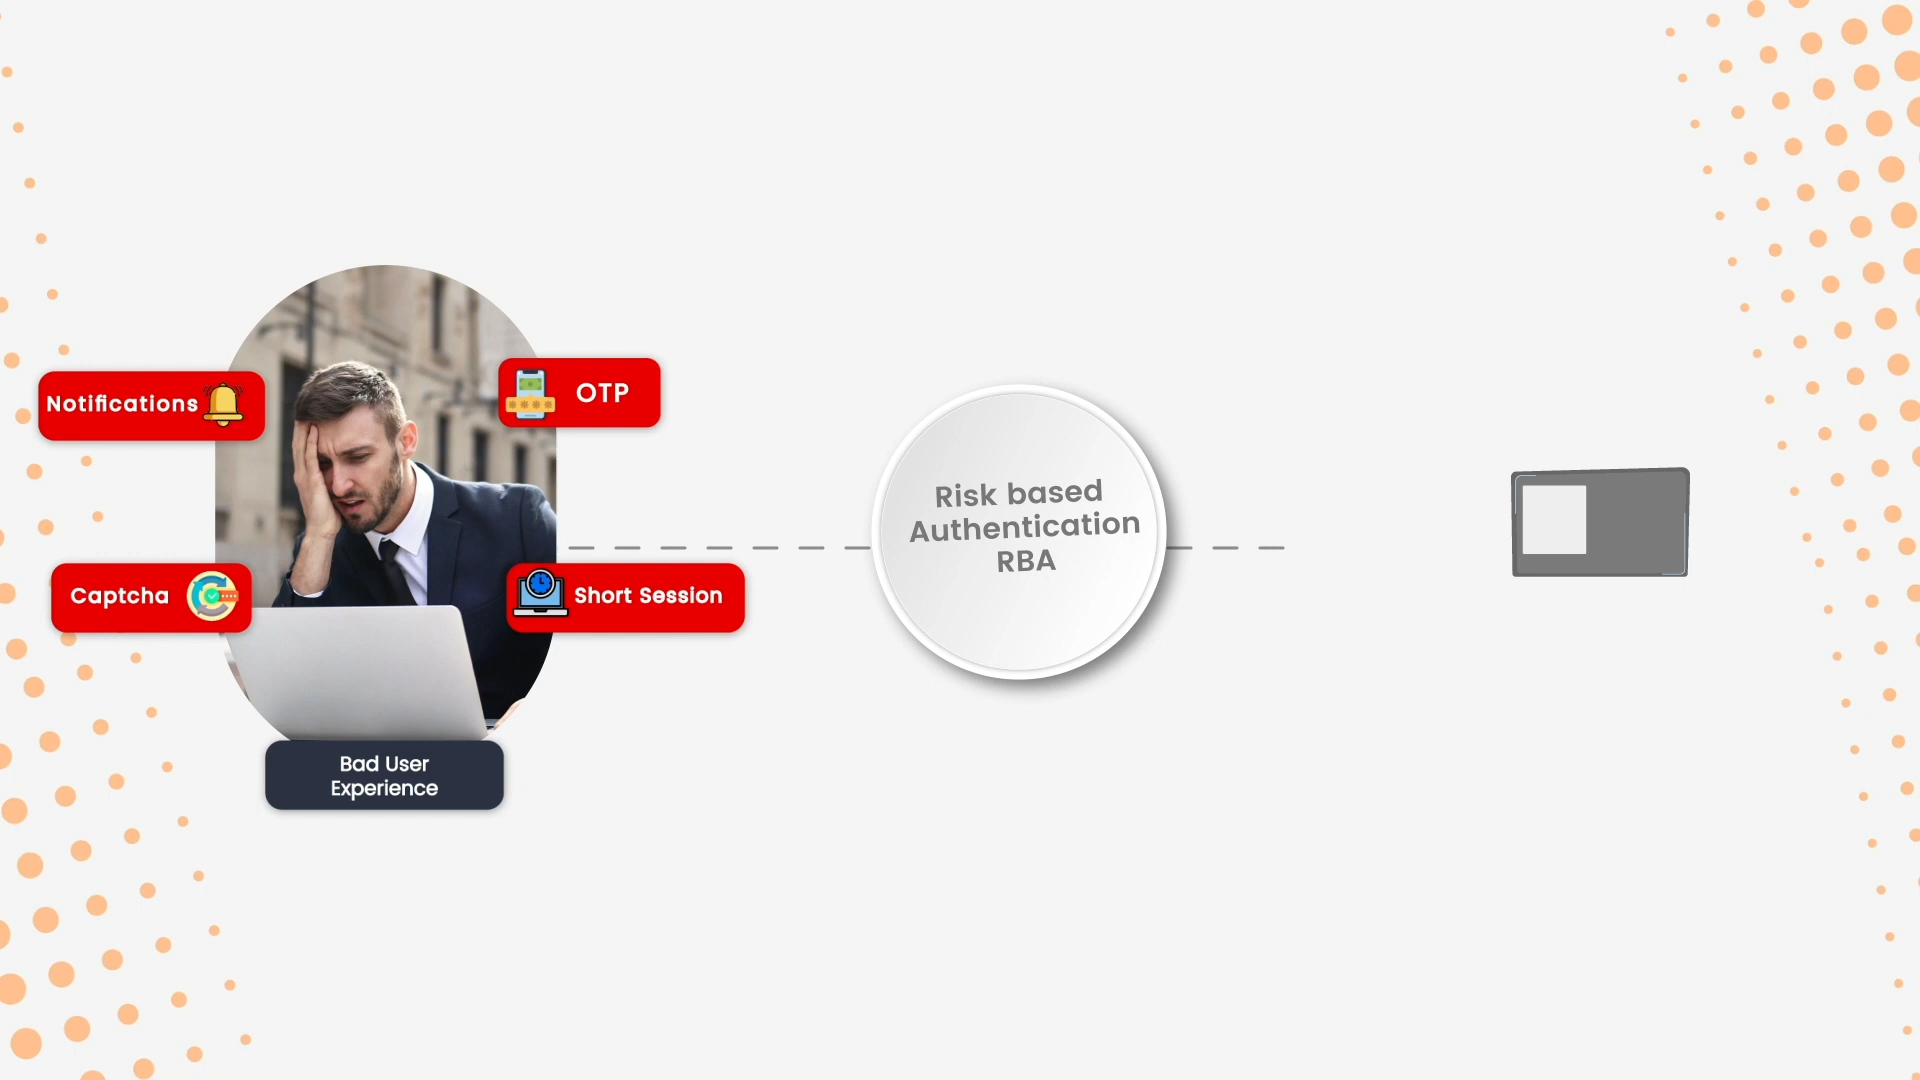 Notifications
OTP
Captcha
Short Session
Bad User
Experience
Risk based
Authentication
RBA